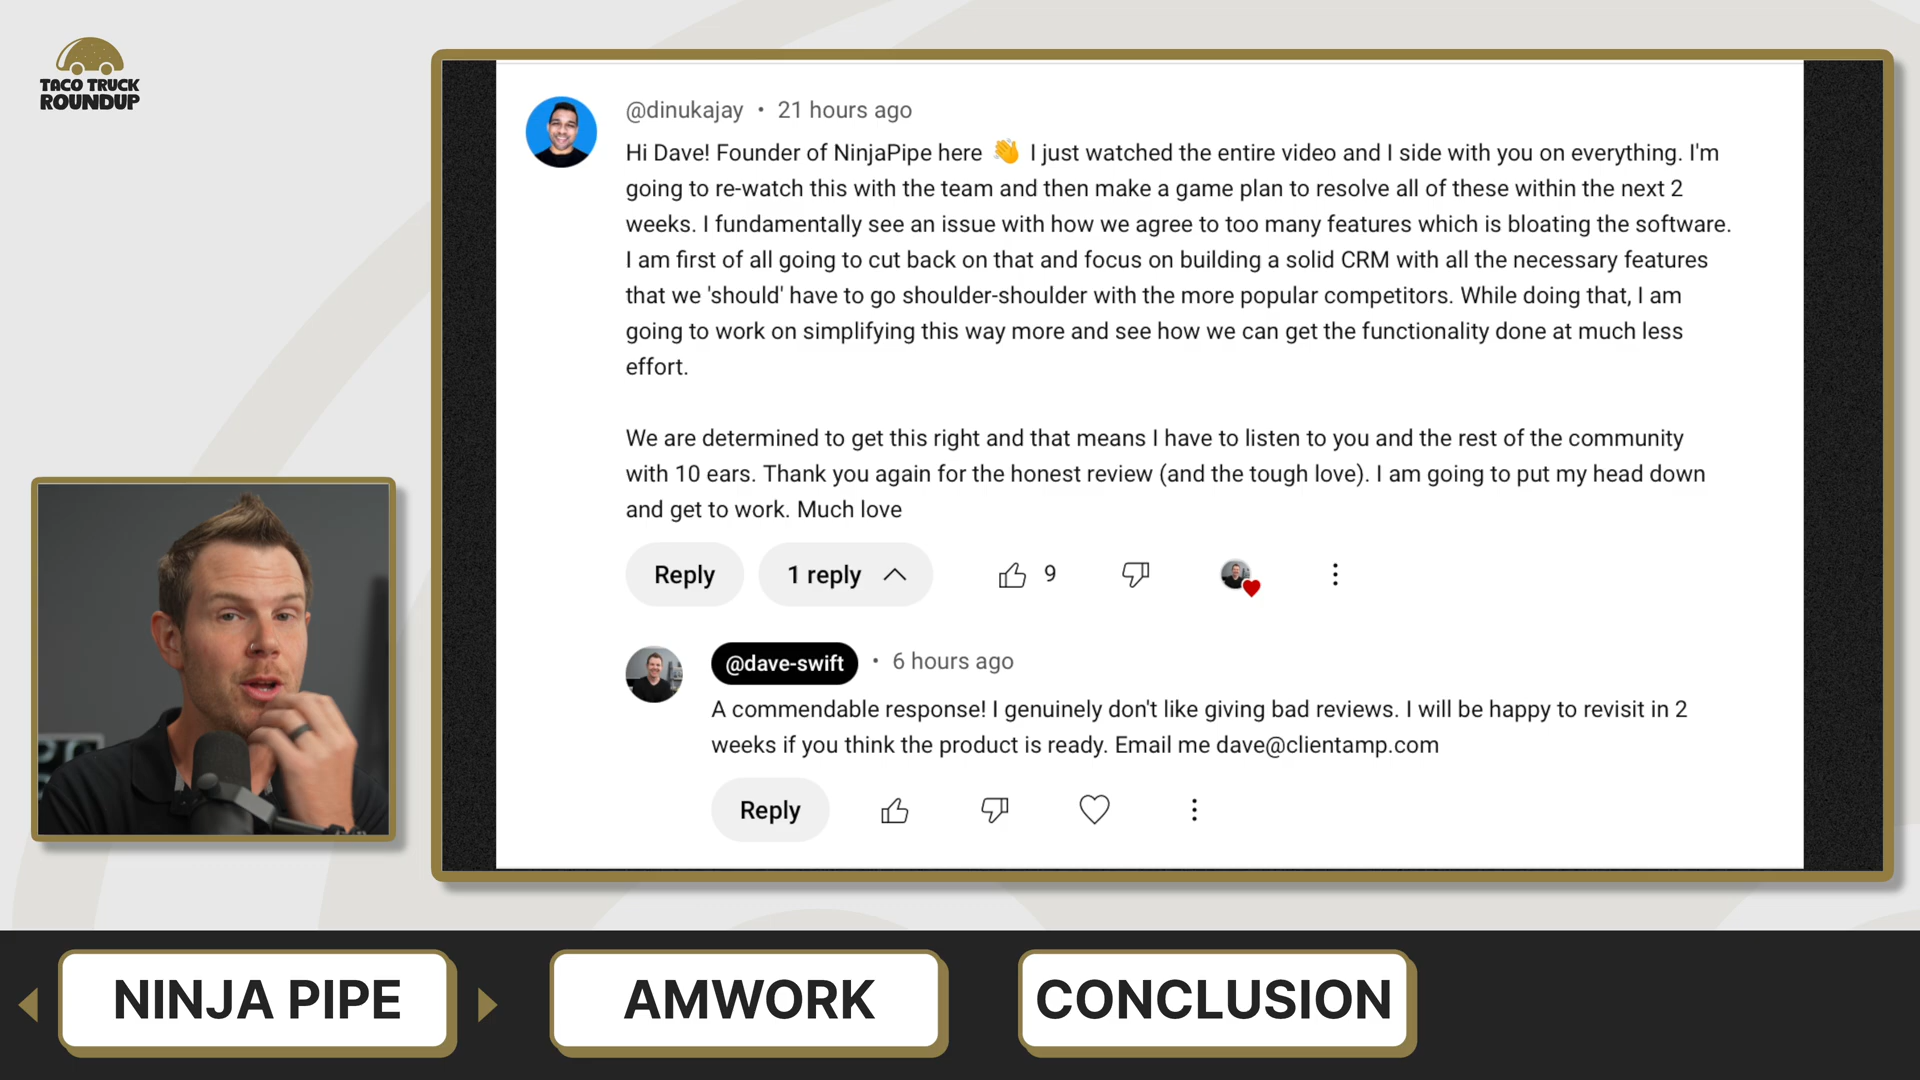 TACO TRUCK
ROUNDUP
@dinukajay • 21 hours ago
Hi Dave! Founder of NinjaPipe here 👋 I just watched the entire video and I side with you on everything. I'm
going to re-watch this with the team and then make a game plan to resolve all of these within the next 2
weeks. I fundamentally see an issue with how we agree to too many features which is bloating the software.
I am first of all going to cut back on that and focus on building a solid CRM with all the necessary features
that we 'should' have to go shoulder-shoulder with the more popular competitors. While doing that, I am
going to work on simplifying this way more and see how we can get the functionality done at much less
effort.
We are determined to get this right and that means I have to listen to you and the rest of the community
with 10 ears. Thank you again for the honest review (and the tough love). I am going to put my head down
and get to work. Much love
Reply 1 reply 9
@dave-swift • 6 hours ago
A commendable response! I genuinely don't like giving bad reviews. I will be happy to revisit in 2
weeks if you think the product is ready. Email me dave@clientamp.com
Reply
NINJA PIPE AMWORK CONCLUSION